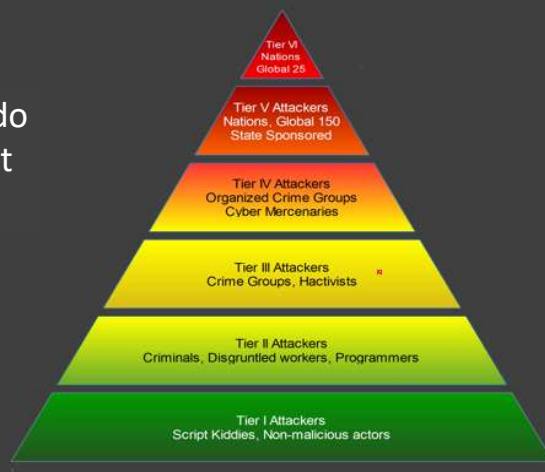 do
t
Tier VI
Nations
Global 25
Tier V Attackers
Nations, Global 150
State Sponsored
Tier IV Attackers
Organized Crime Groups
Cyber Mercenaries
Tier III Attackers
Crime Groups, Hactivists
Tier II Attackers
Criminals, Disgruntled workers, Programmers
Tier I Attackers
Script Kiddies, Non-malicious actors